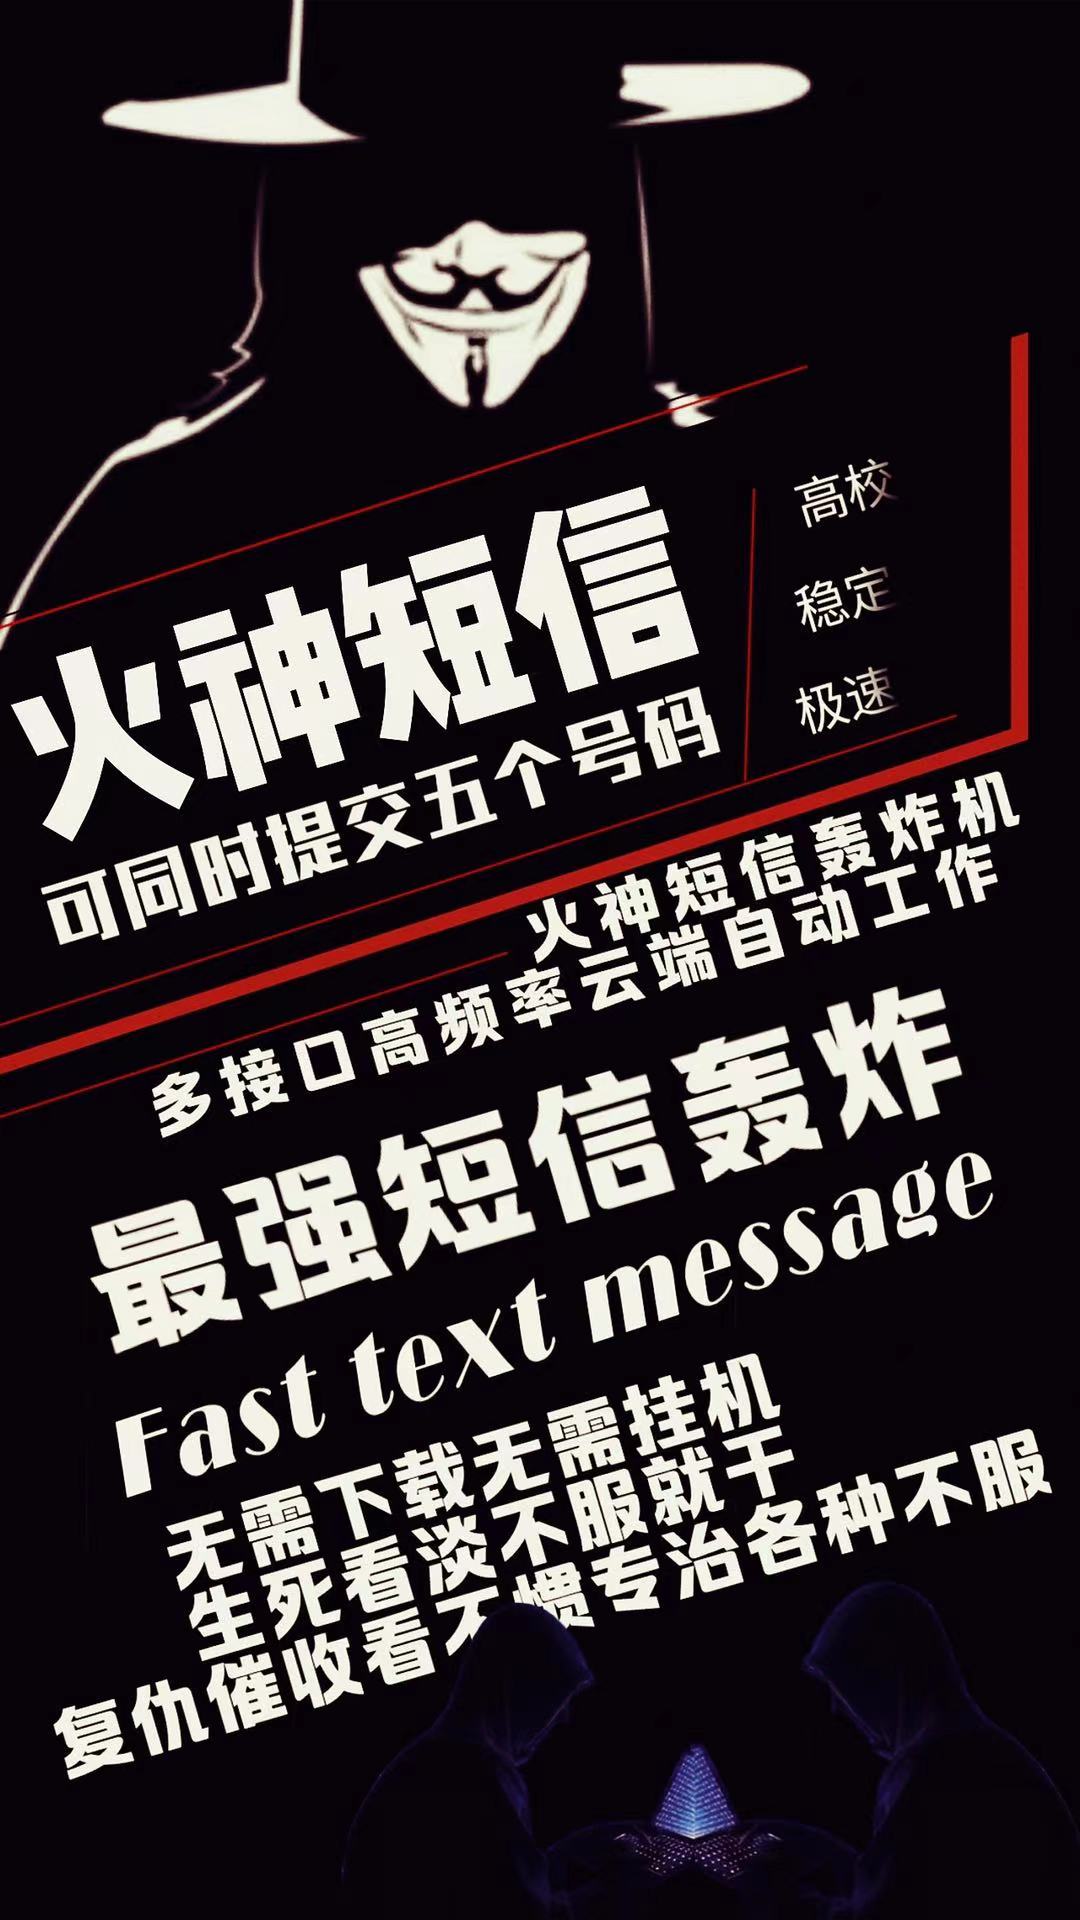 火神短信
可同时提交五个号码
高校
稳定
极速
火神短信轰炸机
多接口高频率云端自动工作
最强短信轰炸
Fast text message
无需下载无需挂机
生死看淡不服就干
复仇催收看不惯专治各种不服